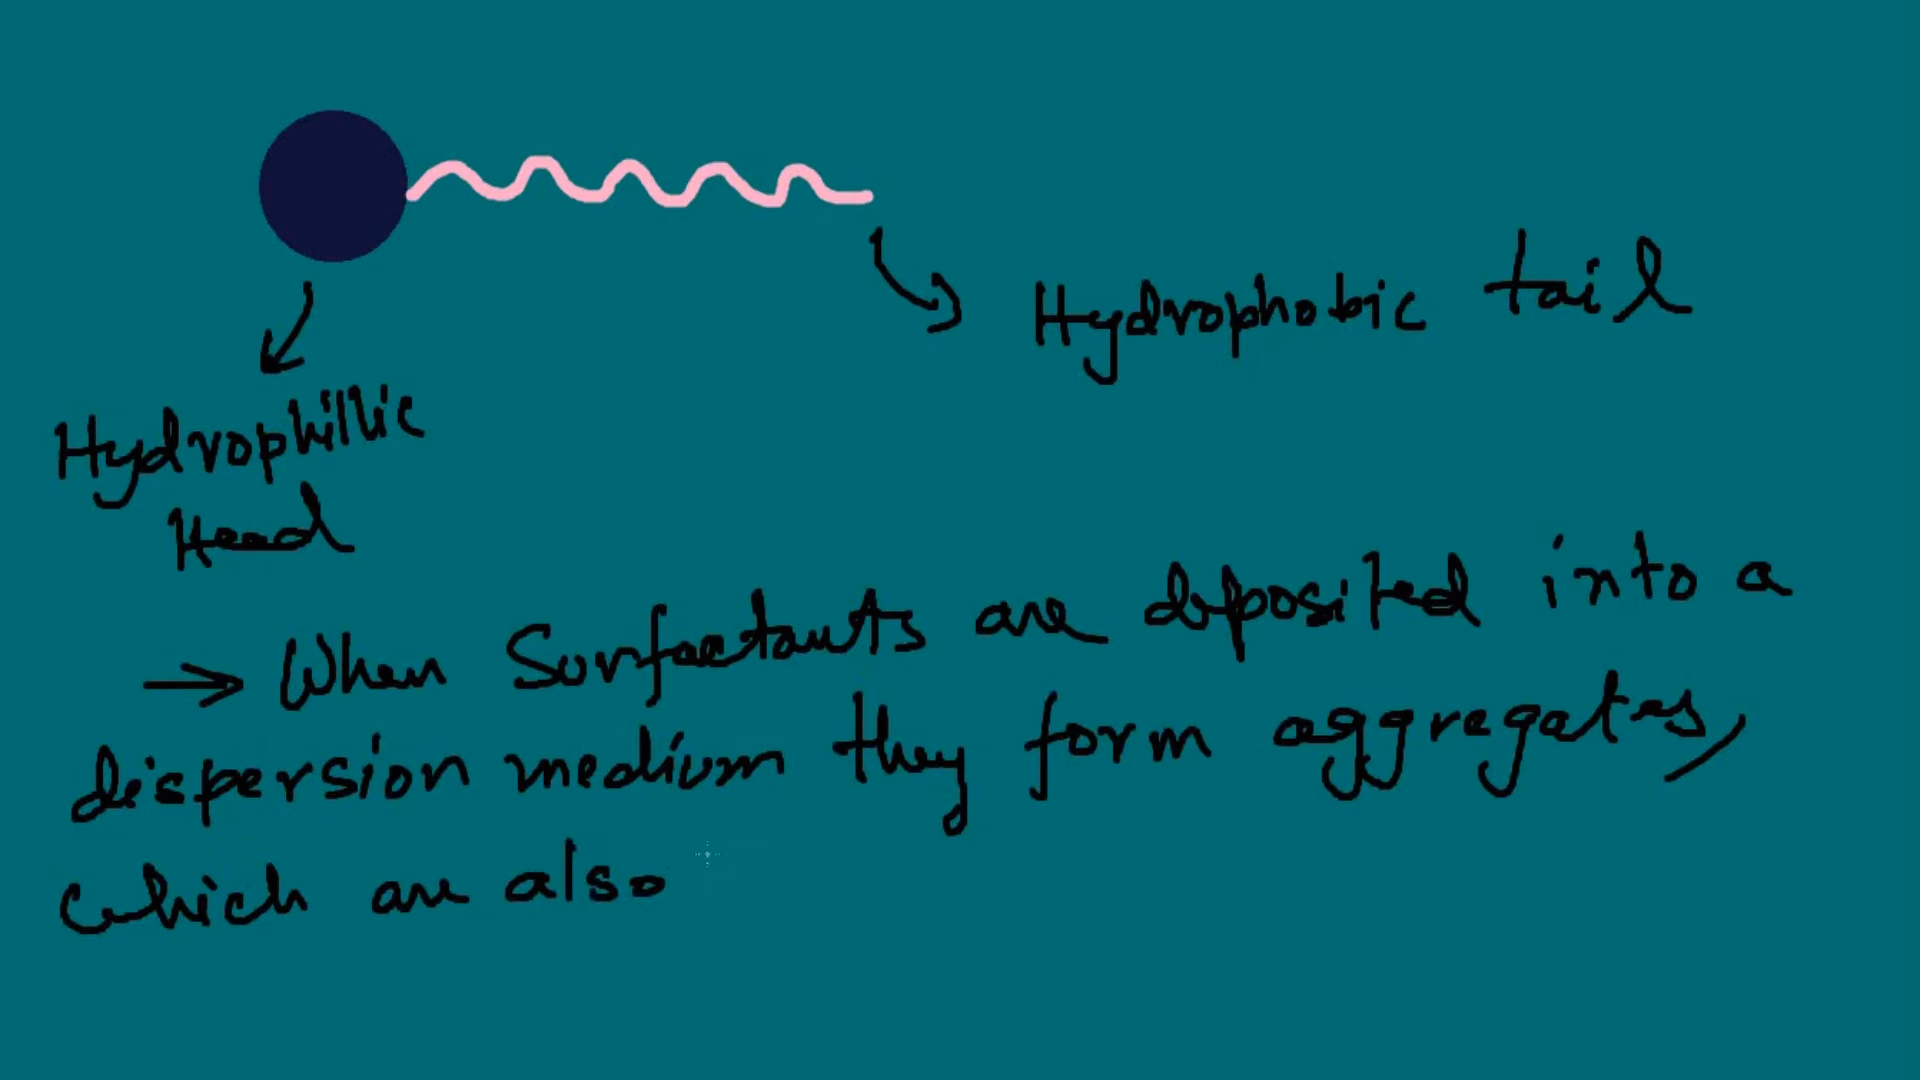 Hydrophobic tail
Hydrophillic
Head
→ When Surfactants are deposited into a
dispersion medium they form aggregates,
which are also